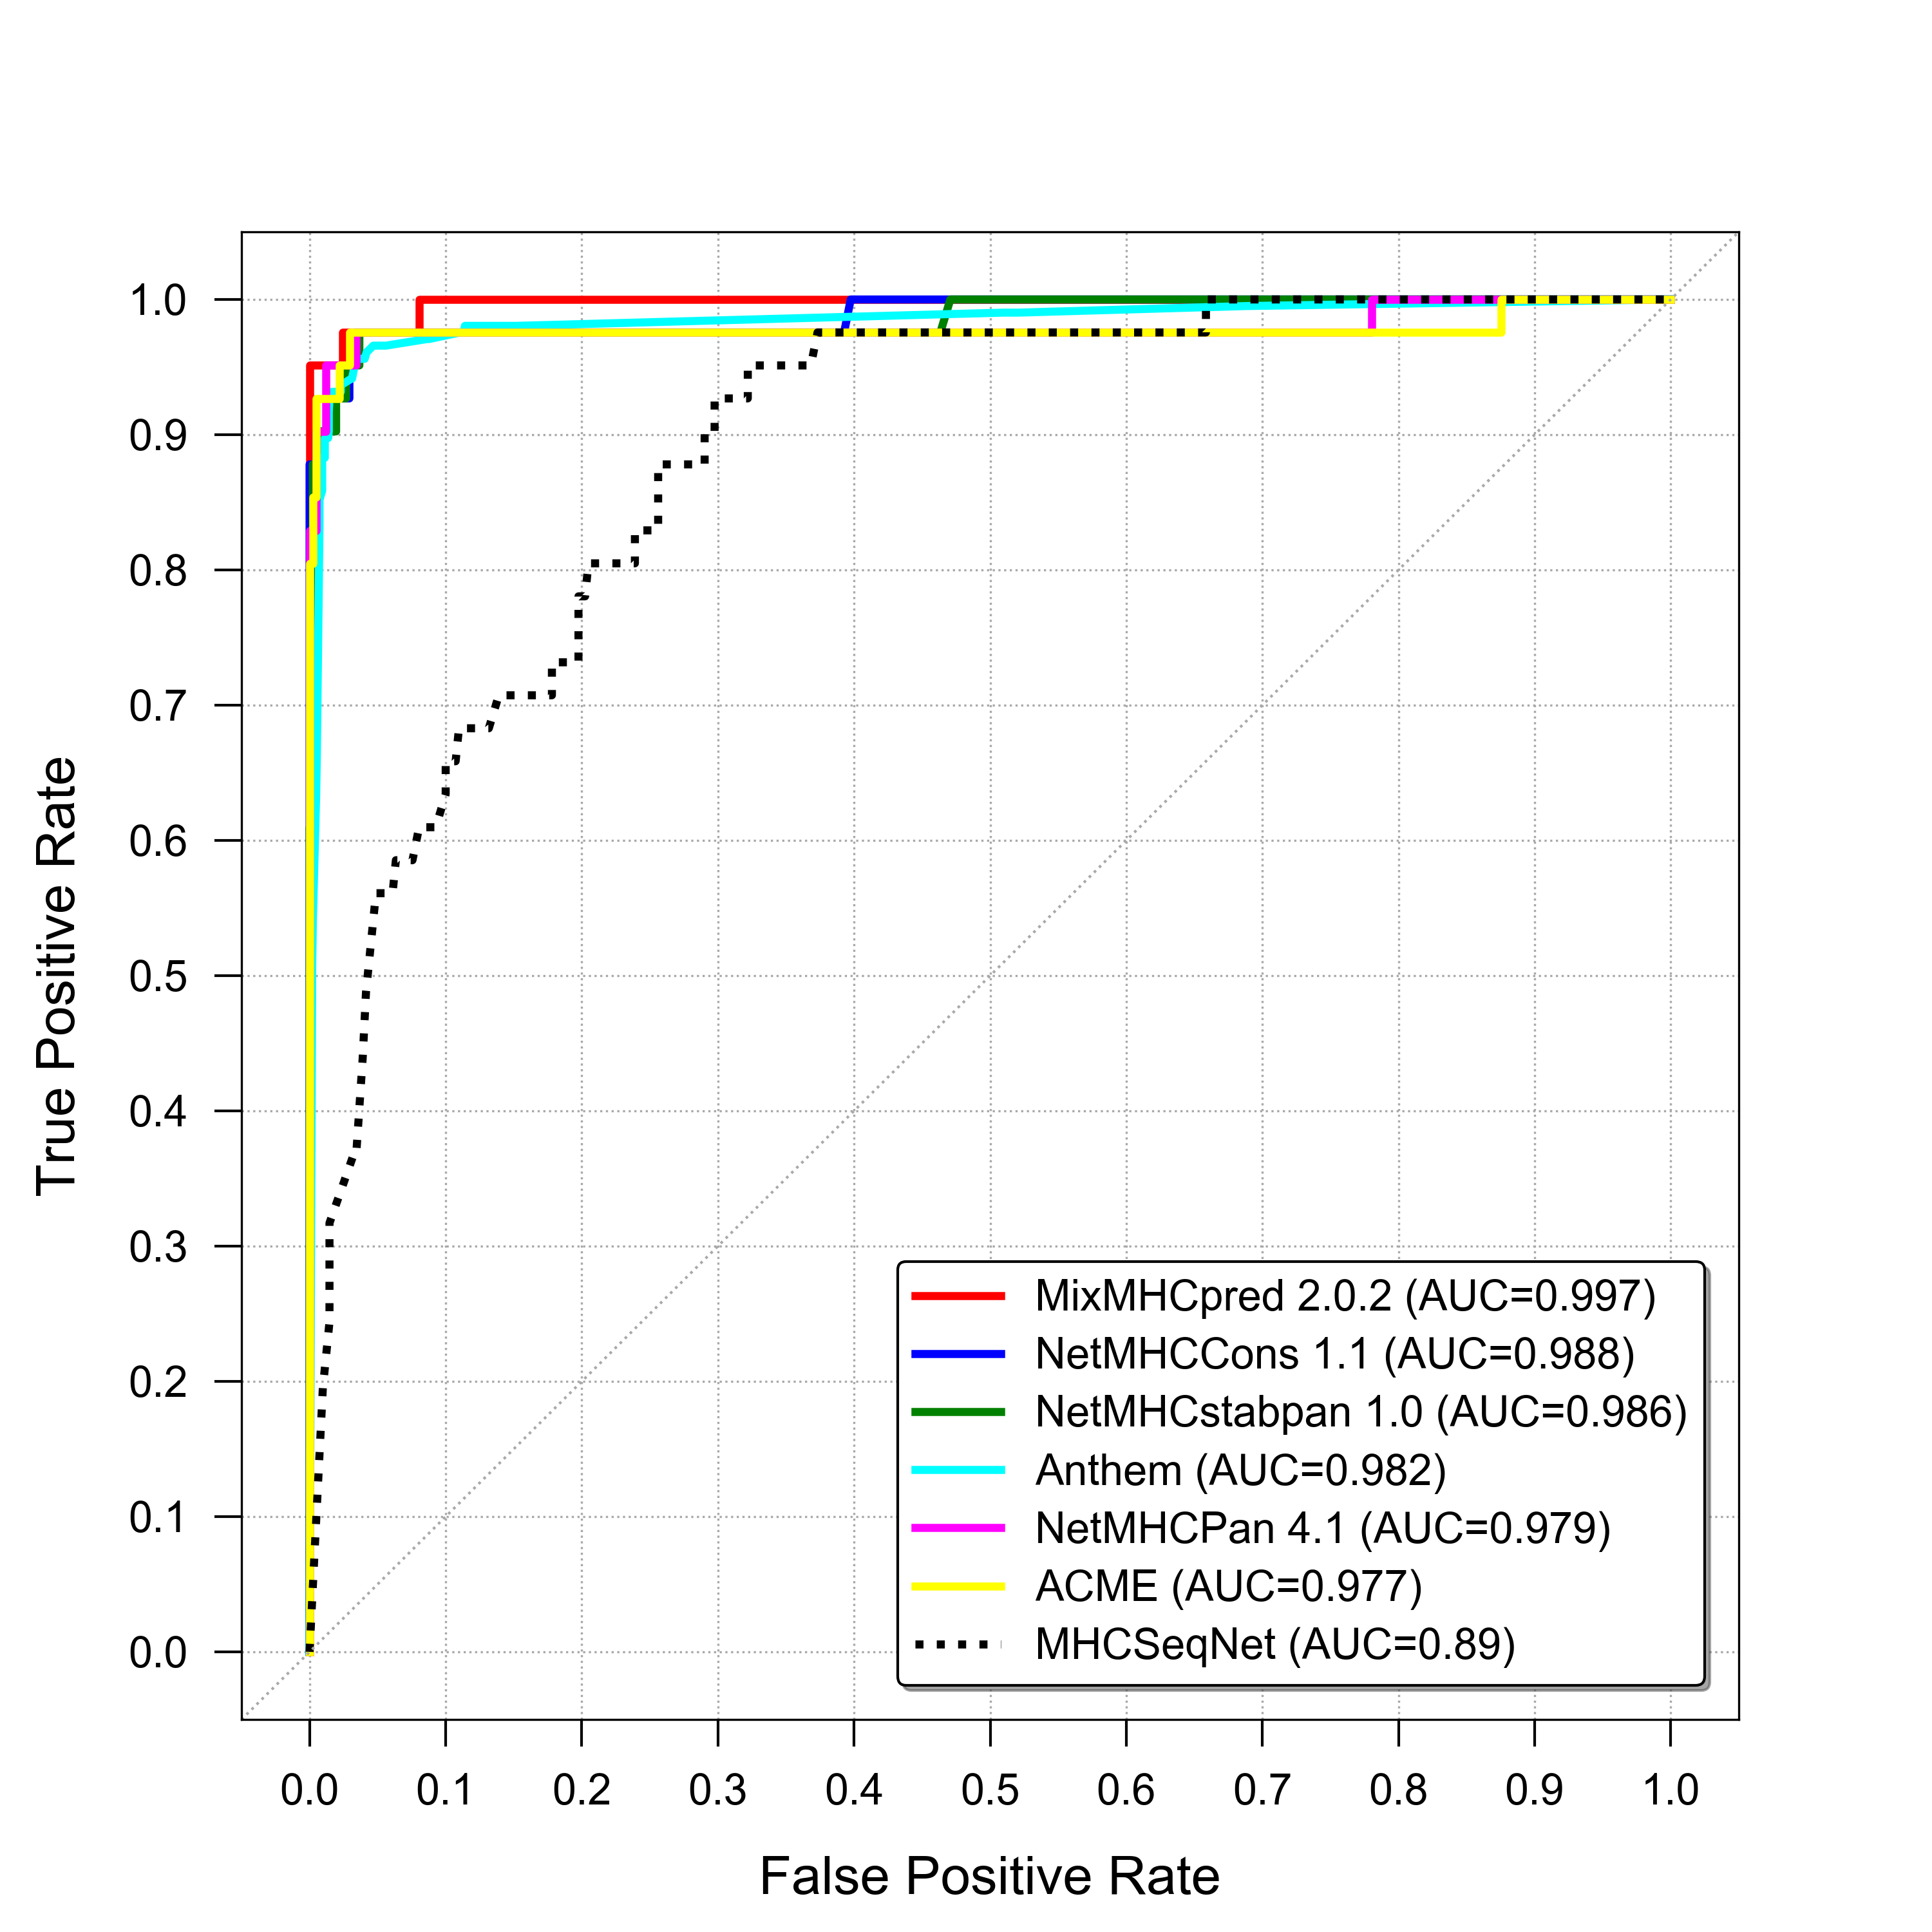 1.0
0.9
0.8
0.7
0.6
0.5
0.4
0.3
0.2
0.1
0.0
True Positive Rate
MixMHCpred 2.0.2 (AUC=0.997)
NetMHCCons 1.1 (AUC=0.988)
NetMHCstabpan 1.0 (AUC=0.986)
Anthem (AUC=0.982)
NetMHCPan 4.1 (AUC=0.979)
ACME (AUC=0.977)
MHCSeqNet (AUC=0.89)
0.0 0.1 0.2 0.3 0.4 0.5 0.6 0.7 0.8 0.9 1.0
False Positive Rate